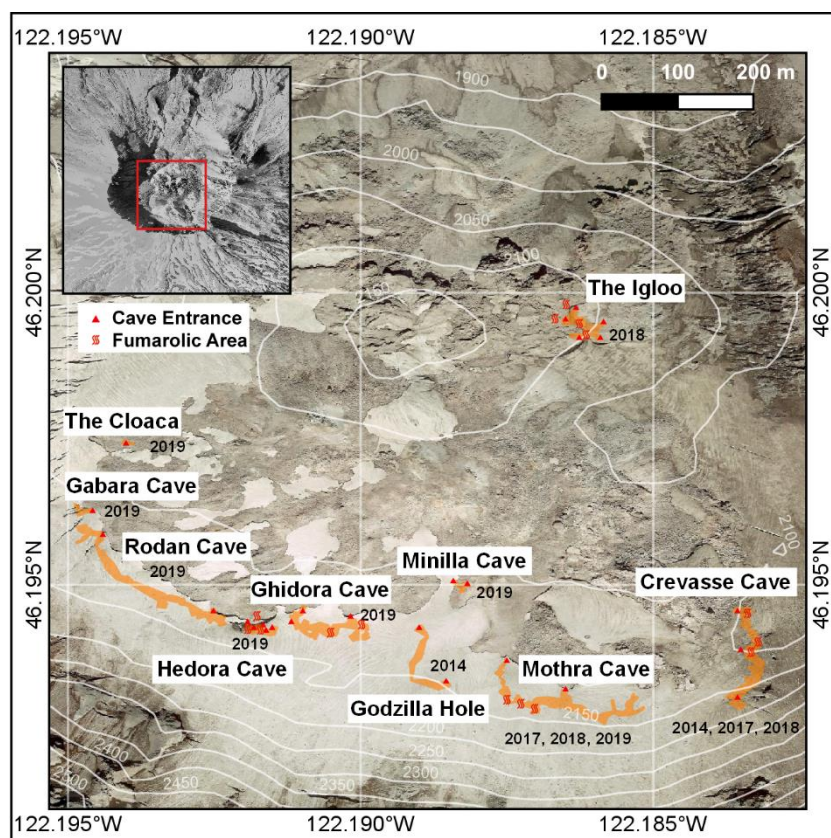 122.195°W 122.190°W 122.185°W
0 100 200 m
1900
2000
2050
2100
2150
46.200°N 46.200°N
The Igloo
2018
Cave Entrance
Fumarolic Area
The Cloaca
2019
Gabara Cave
2019
Rodan Cave
2019
Minilla Cave
2019
2100
Crevasse Cave
46.195°N 46.195°N
Ghidora Cave
2019
2019
Hedora Cave
2014
Godzilla Hole
Mothra Cave
2150
2017, 2018, 2019
2014, 2017, 2018
2200
2250
2300
2350
2400
2450
2500
122.195°W 122.190°W 122.185°W